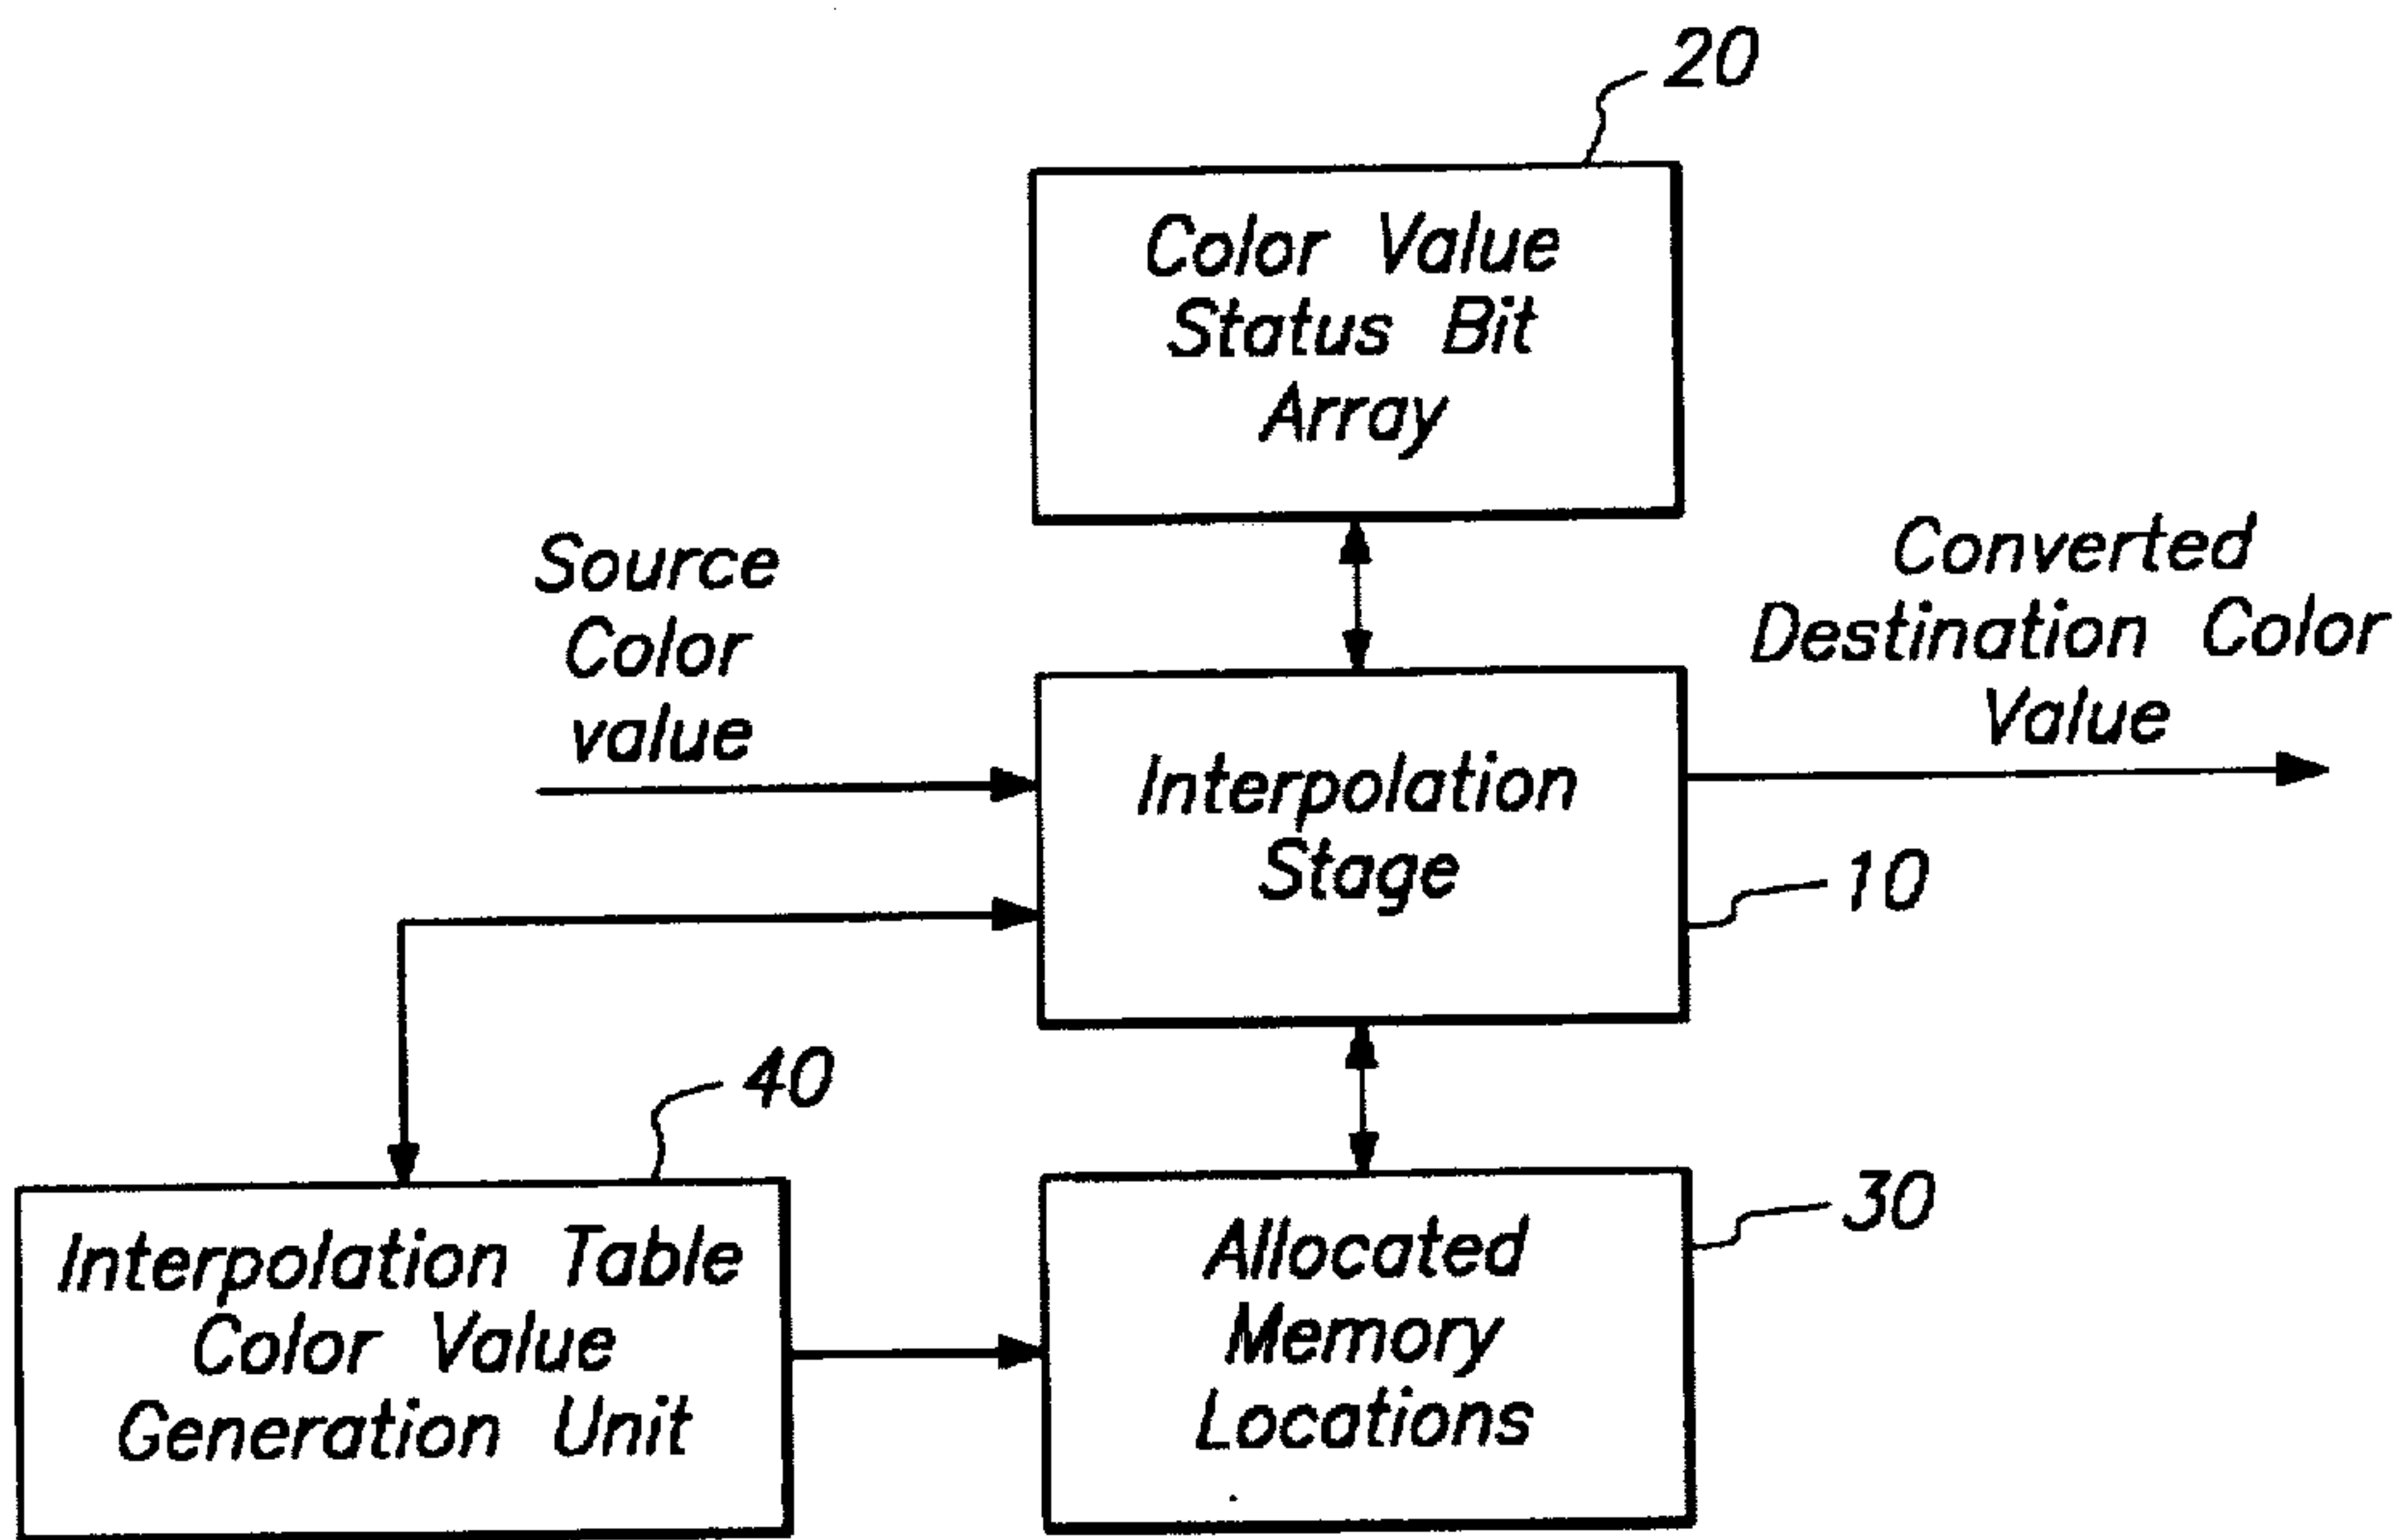 20
Color Value
Status Bit
Array
Source
Color
value
Converted
Destination Color
Value
Interpolation
Stage
10
40
30
Interpolation Table
Color Value
Generation Unit
Allocated
Memory
Locations